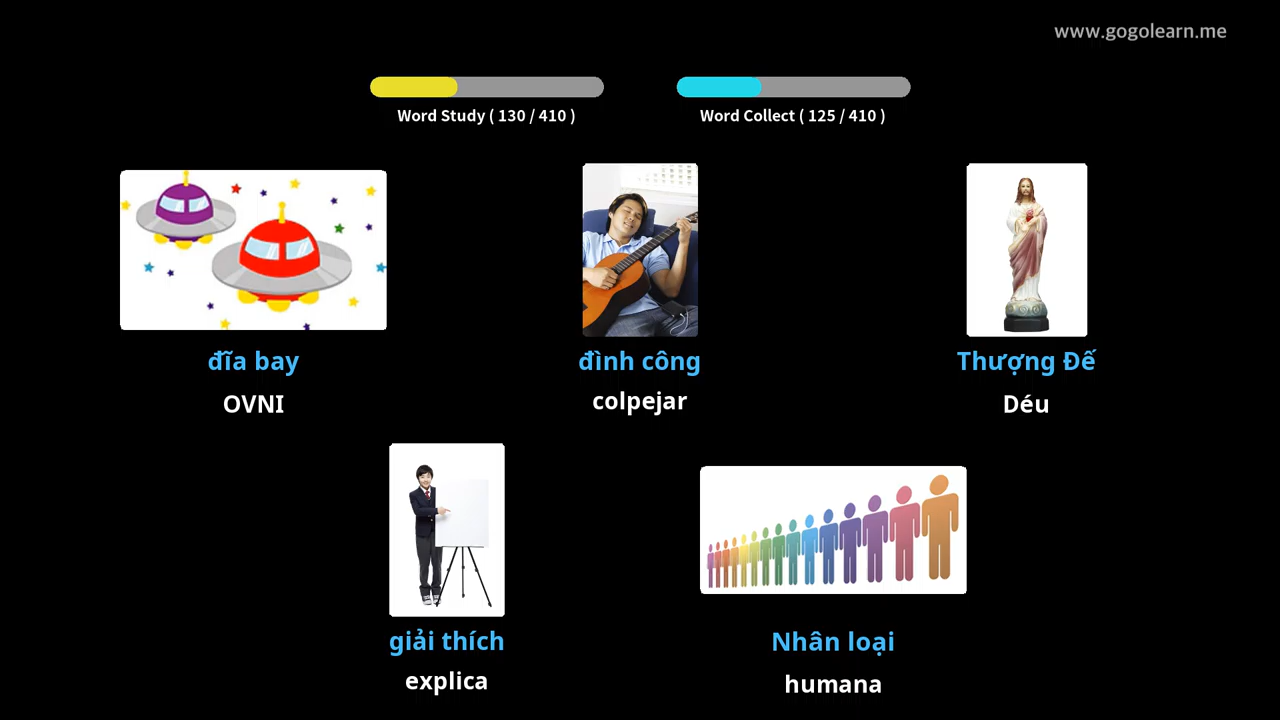 www.gogolearn.me
Word Study ( 130 / 410 )
Word Collect ( 125 / 410 )
đĩa bay
OVNI
đình công
colpejar
Thượng Đế
Déu
giải thích
explica
Nhân loại
humana